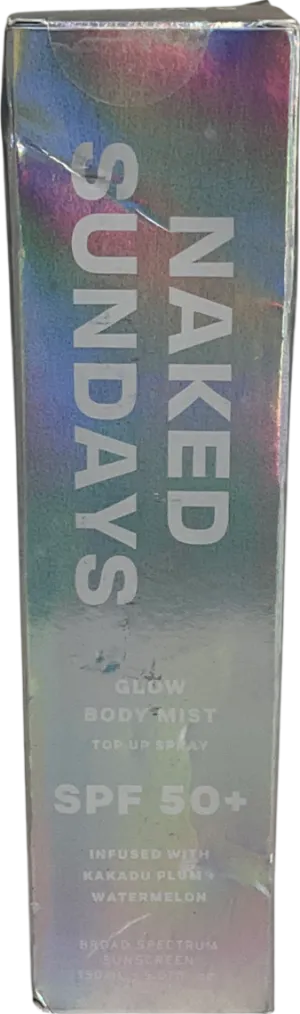 NAKED
SUNDAYS
GLOW
BODY MIST
TOP UP SPRAY
SPF 50+
INFUSED WITH
KAKADU PLUM +
WATERMELON
BROAD SPECTRUM
SUNSCREEN